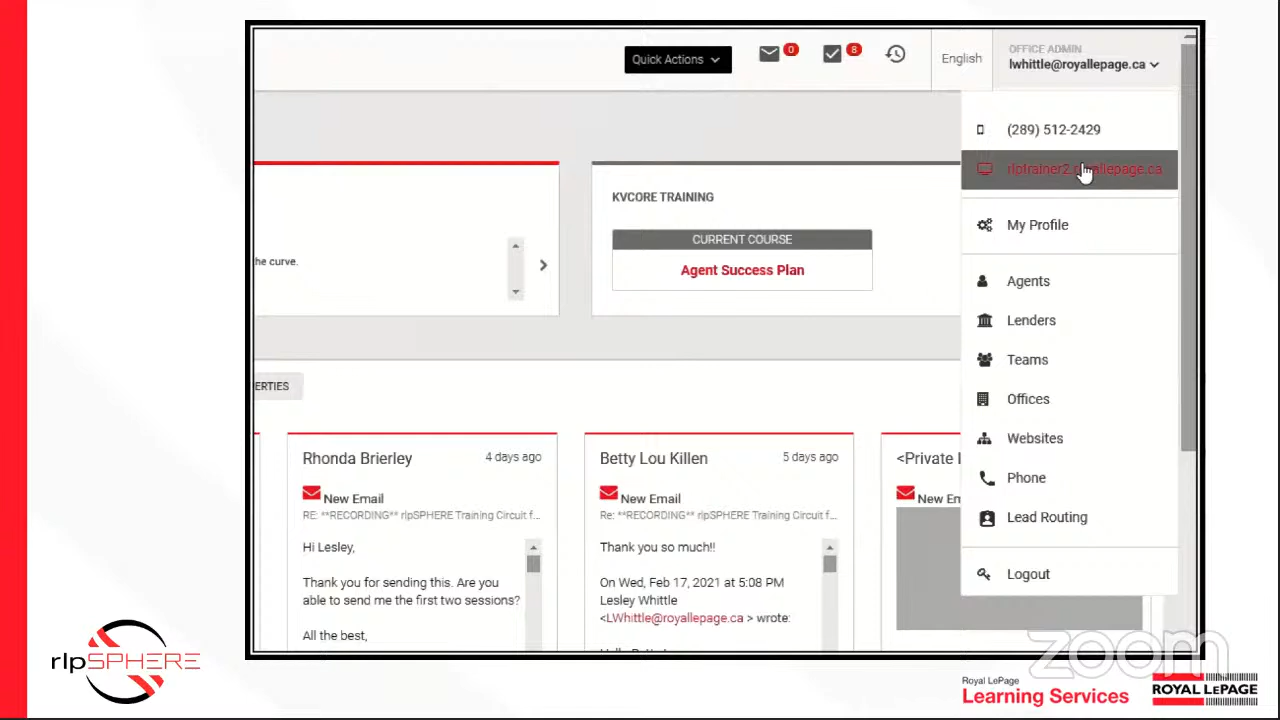 Quick Actions
0
8
English
OFFICE ADMIN
lwhittle@royallepage.ca
(289) 512-2429
My Profile
Agents
Lenders
Teams
Offices
Websites
Phone
Lead Routing
Logout
the curve.
KVCORE TRAINING
CURRENT COURSE
Agent Success Plan
ERTIES
Rhonda Brierley 4 days ago
New Email
RE: **RECORDING** rlpSPHERE Training Circuit f...
Hi Lesley,
Thank you for sending this. Are you
able to send me the first two sessions?
All the best,
Betty Lou Killen 5 days ago
New Email
Re: **RECORDING** rlpSPHERE Training Circuit f...
Thank you so much!!
On Wed, Feb 17, 2021 at 5:08 PM
Lesley Whittle
<LWhittle@royallepage.ca > wrote:
<Private
New Em
zoom
rlpSPHERE
Royal LePage
Learning Services
ROYAL LEPAGE